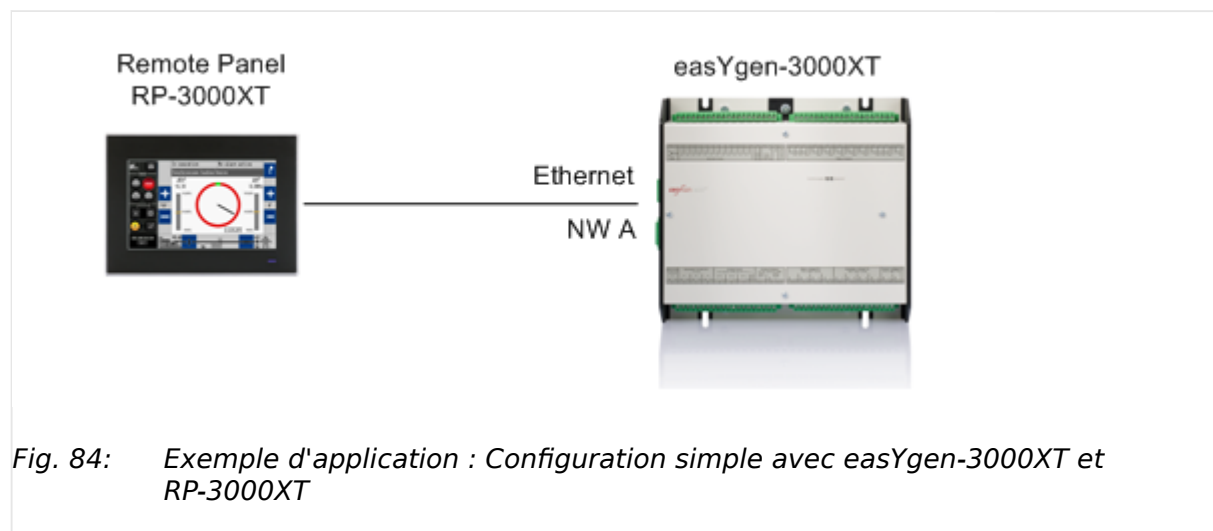 Remote Panel
RP-3000XT
easYgen-3000XT
Ethernet
NW A
Fig. 84: Exemple d'application : Configuration simple avec easYgen-3000XT et
RP-3000XT